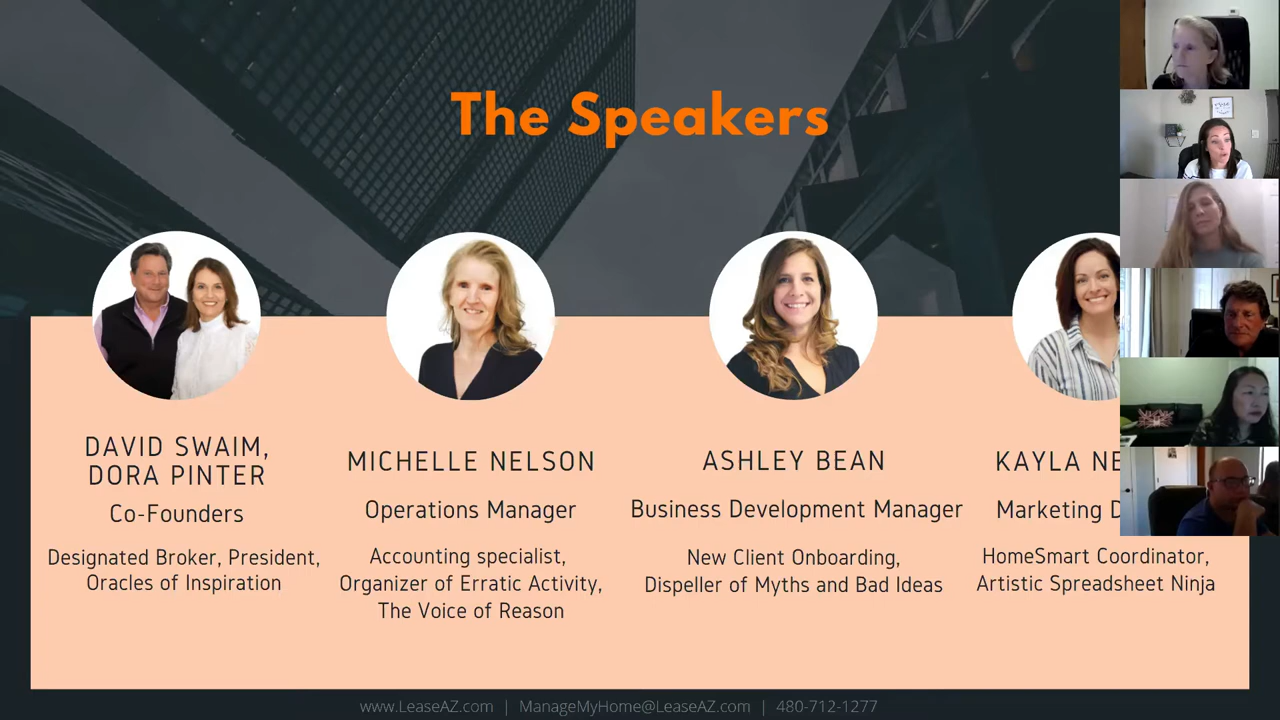 The Speakers
DAVID SWAIM,
DORA PINTER
Co-Founders
Designated Broker, President,
Oracles of Inspiration
MICHELLE NELSON
Operations Manager
Accounting specialist,
Organizer of Erratic Activity,
The Voice of Reason
ASHLEY BEAN
Business Development Manager
New Client Onboarding,
Dispeller of Myths and Bad Ideas
KAYLA
Marketing
HomeSmart Coordinator,
Artistic Spreadsheet Ninja
www.LeaseAZ.com | ManageMyHome@LeaseAZ.com | 480-712-1277